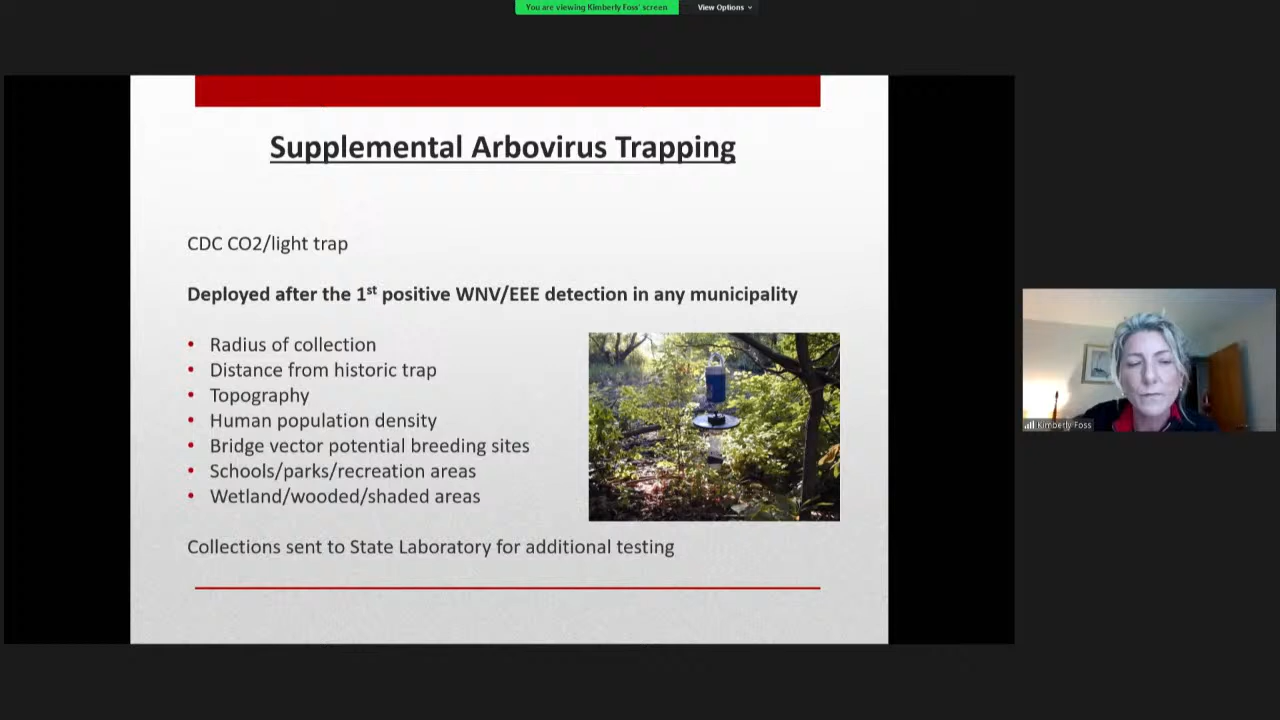 You are viewing Kimberly Foss' screen
View Options
Supplemental Arbovirus Trapping
CDC CO2/light trap
Deployed after the 1st positive WNV/EEE detection in any municipality
• Radius of collection
• Distance from historic trap
• Topography
• Human population density
• Bridge vector potential breeding sites
• Schools/parks/recreation areas
• Wetland/wooded/shaded areas
Collections sent to State Laboratory for additional testing
Kimberly Foss